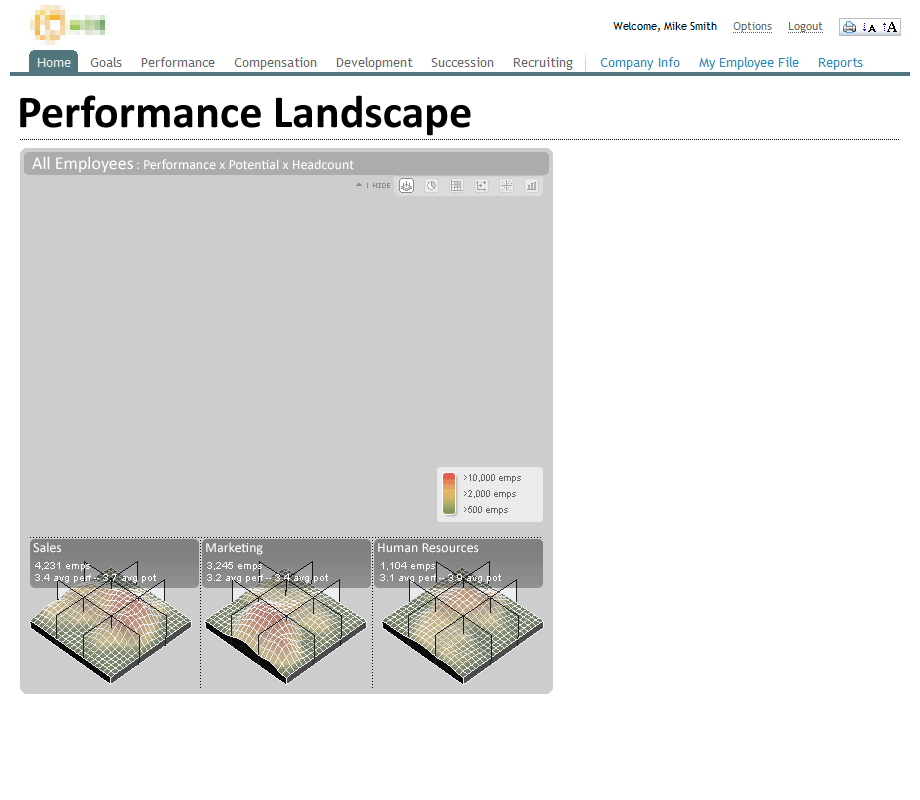 Welcome, Mike Smith Options Logout A A
Home Goals Performance Compensation Development Succession Recruiting Company Info My Employee File Reports
Performance Landscape
All Employees : Performance x Potential x Headcount
HIDE
>10,000 emps
>2,000 emps
>500 emps
Sales Marketing Human Resources
4,231 emps 3,245 emps 1,104 emps
3.4 avg perf – 3.7 avg pot 3.2 avg perf – 3.4 avg pot 3.1 avg perf – 3.9 avg pot